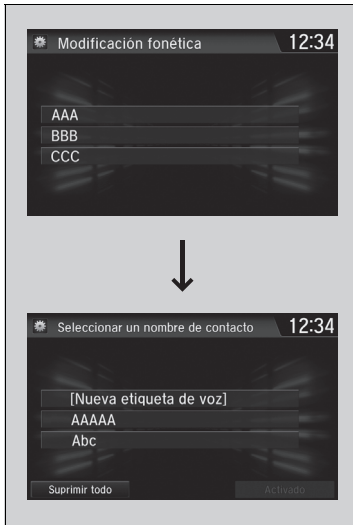 Modificación fonética 12:34
AAA
BBB
CCC
Seleccionar un nombre de contacto 12:34
[Nueva etiqueta de voz]
AAAAA
Abc
Suprimir todo Activado